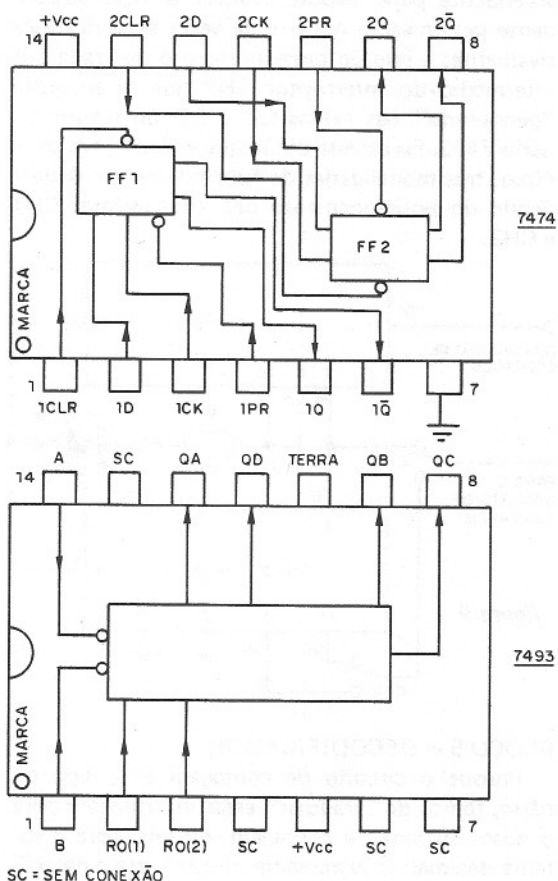 +Vcc 2CLR 2D 2CK 2PR 2Q 2Q̅
14 8
FF1
FF2
7474
MARCA
1 7
1CLR 1D 1CK 1PR 1Q 1Q̅
A SC QA QD TERRA QB QC
14 8
7493
MARCA
1 7
B RO(1) RO(2) SC +Vcc SC SC
SC = SEM CONEXÃO